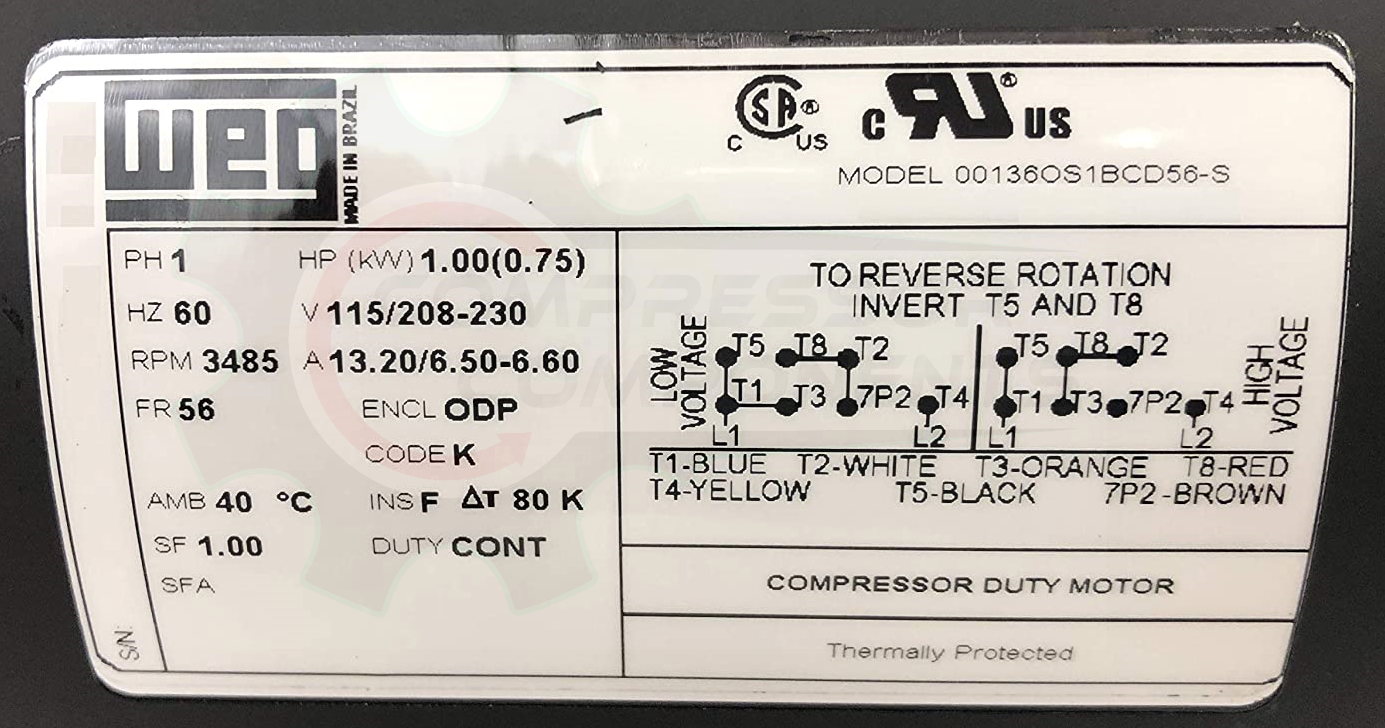 WEG
MADE IN BRAZIL
CSA® C US
C RU® US
MODEL 00136OS1BCD56-S
PH 1 HP (kW) 1.00(0.75)
HZ 60 V 115/208-230
RPM 3485 A 13.20/6.50-6.60
FR 56 ENCL ODP
CODE K
AMB 40 °C INS F ΔT 80 K
SF 1.00 DUTY CONT
SFA
S/N:
TO REVERSE ROTATION
INVERT T5 AND T8
LOW VOLTAGE
T5 T8 T2
T1 T3 7P2 T4
L1 L2
HIGH VOLTAGE
T5 T8 T2
T1 T3 7P2 T4
L1 L2
T1-BLUE T2-WHITE T3-ORANGE T8-RED
T4-YELLOW T5-BLACK 7P2-BROWN
COMPRESSOR DUTY MOTOR
Thermally Protected
COMPRESSOR
COMPONENTS